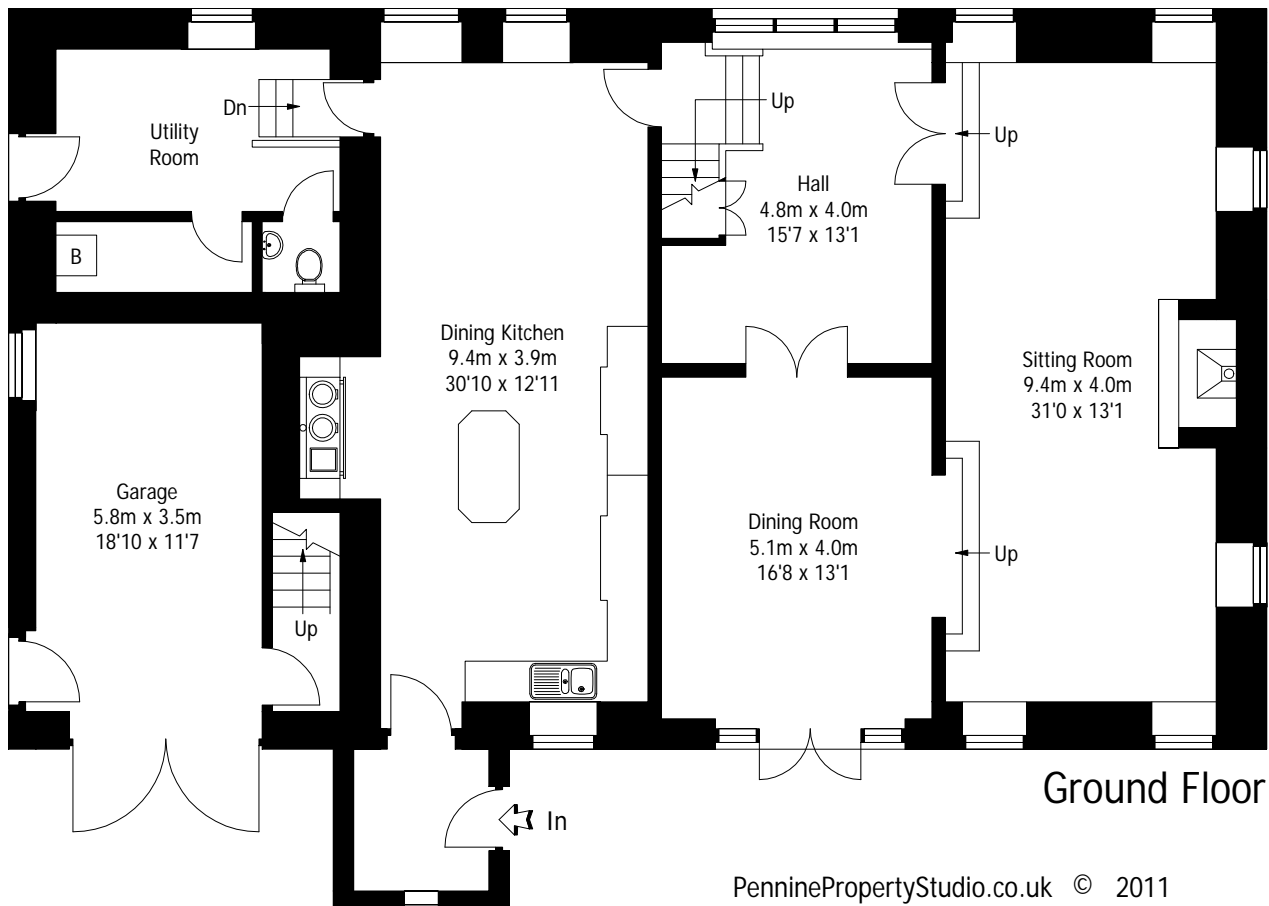 Dn
Up
Up
Utility
Room
Hall
4.8m x 4.0m
15'7 x 13'1
B
Dining Kitchen
9.4m x 3.9m
30'10 x 12'11
Sitting Room
9.4m x 4.0m
31'0 x 13'1
Garage
5.8m x 3.5m
18'10 x 11'7
Dining Room
5.1m x 4.0m
16'8 x 13'1
Up
Up
Ground Floor
In
PenninePropertyStudio.co.uk © 2011